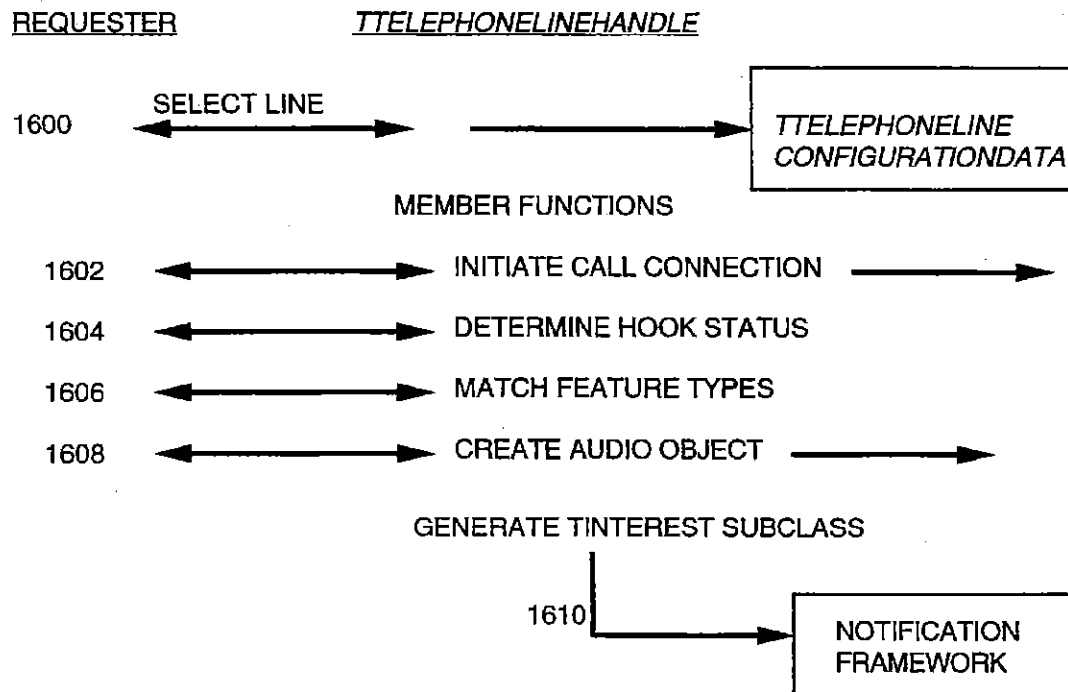 REQUESTER TTELEPHONELINEHANDLE
SELECT LINE
1600
TTELEPHONELINE
CONFIGURATIONDATA
MEMBER FUNCTIONS
1602 INITIATE CALL CONNECTION
1604 DETERMINE HOOK STATUS
1606 MATCH FEATURE TYPES
1608 CREATE AUDIO OBJECT
GENERATE TINTEREST SUBCLASS
1610
NOTIFICATION
FRAMEWORK